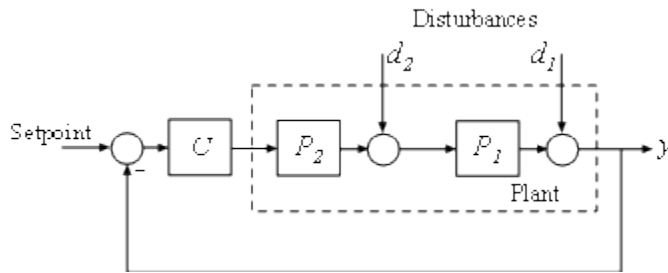 Disturbances
d2 d1
Setpoint
C P2 P1 y
−
Plant